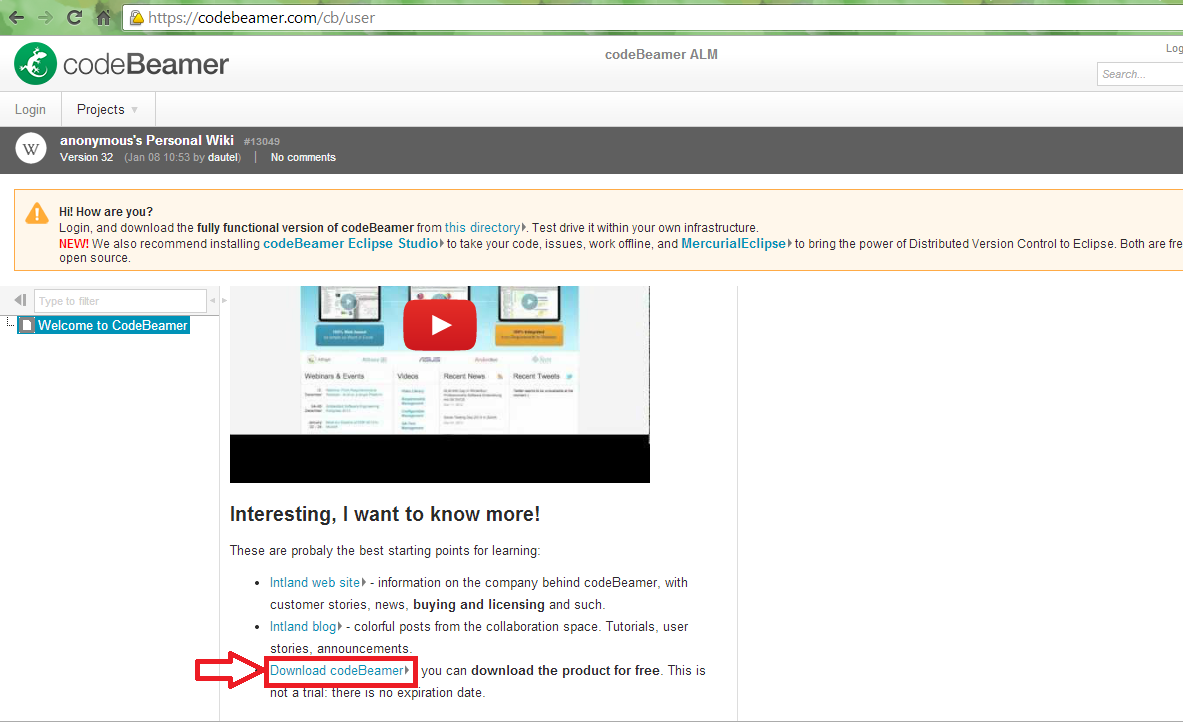 https://codebeamer.com/cb/user
codeBeamer
codeBeamer ALM
Log
Search...
Login
Projects
W
anonymous's Personal Wiki #13049
Version 32 (Jan 08 10:53 by dautel) | No comments
Hi! How are you?
Login, and download the fully functional version of codeBeamer from this directory. Test drive it within your own infrastructure.
NEW! We also recommend installing codeBeamer Eclipse Studio to take your code, issues, work offline, and MercurialEclipse to bring the power of Distributed Version Control to Eclipse. Both are fre
open source.
Type to filter
Welcome to CodeBeamer
ASUS
Webinars & Events
Videos
Recent News
Recent Tweets
Interesting, I want to know more!
These are probaly the best starting points for learning:
• Intland web site - information on the company behind codeBeamer, with
customer stories, news, buying and licensing and such.
• Intland blog - colorful posts from the collaboration space. Tutorials, user
stories, announcements.
Download codeBeamer you can download the product for free. This is
not a trial: there is no expiration date.